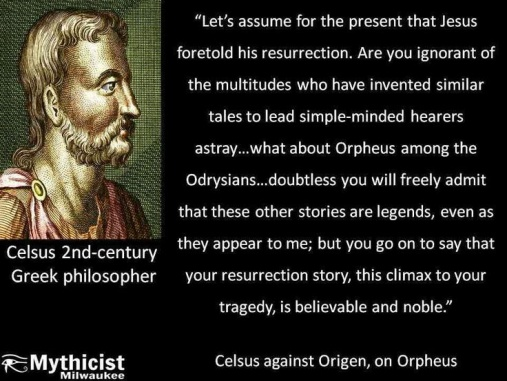 “Let’s assume for the present that Jesus
foretold his resurrection. Are you ignorant of
the multitudes who have invented similar
tales to lead simple-minded hearers
astray…what about Orpheus among the
Odrysians…doubtless you will freely admit
that these other stories are legends, even as
they appear to me; but you go on to say that
your resurrection story, this climax to your
tragedy, is believable and noble.”
Celsus 2nd-century
Greek philosopher
Celsus against Origen, on Orpheus
Mythicist
Milwaukee